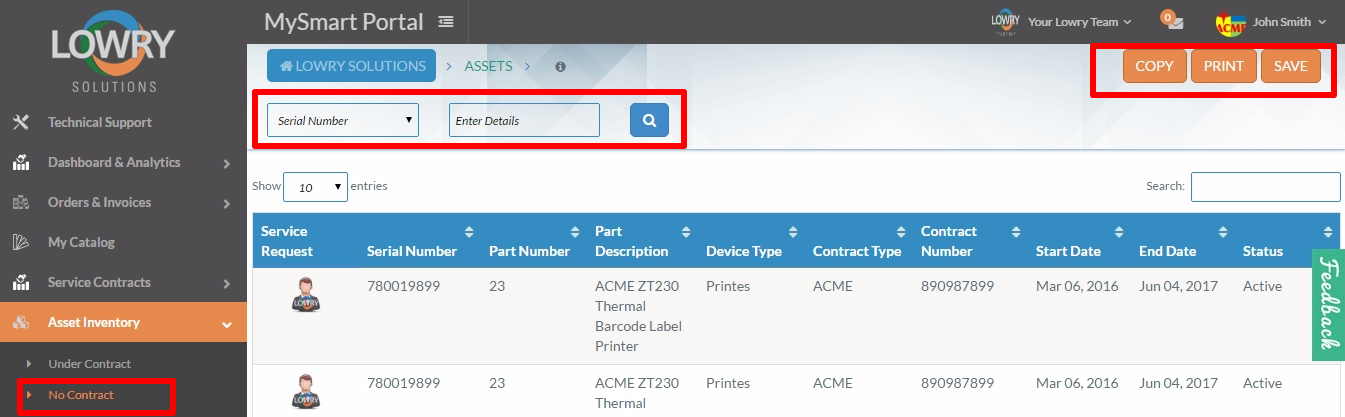 LOWRY
SOLUTIONS
Technical Support
Dashboard & Analytics
Orders & Invoices
My Catalog
Service Contracts
Asset Inventory
Under Contract
No Contract
MySmart Portal
LOWRY
Your Lowry Team
0
ACME
John Smith
LOWRY SOLUTIONS > ASSETS >
COPY PRINT SAVE
Serial Number
Enter Details
Show 10 entries
Search:
Service Request Serial Number Part Number Part Description Device Type Contract Type Contract Number Start Date End Date Status
LOWRY
780019899 23 ACME ZT230 Printes ACME 890987899 Mar 06, 2016 Jun 04, 2017 Active
Thermal
Barcode Label
Printer
LOWRY
780019899 23 ACME ZT230 Printes ACME 890987899 Mar 06, 2016 Jun 04, 2017 Active
Thermal
Feedback